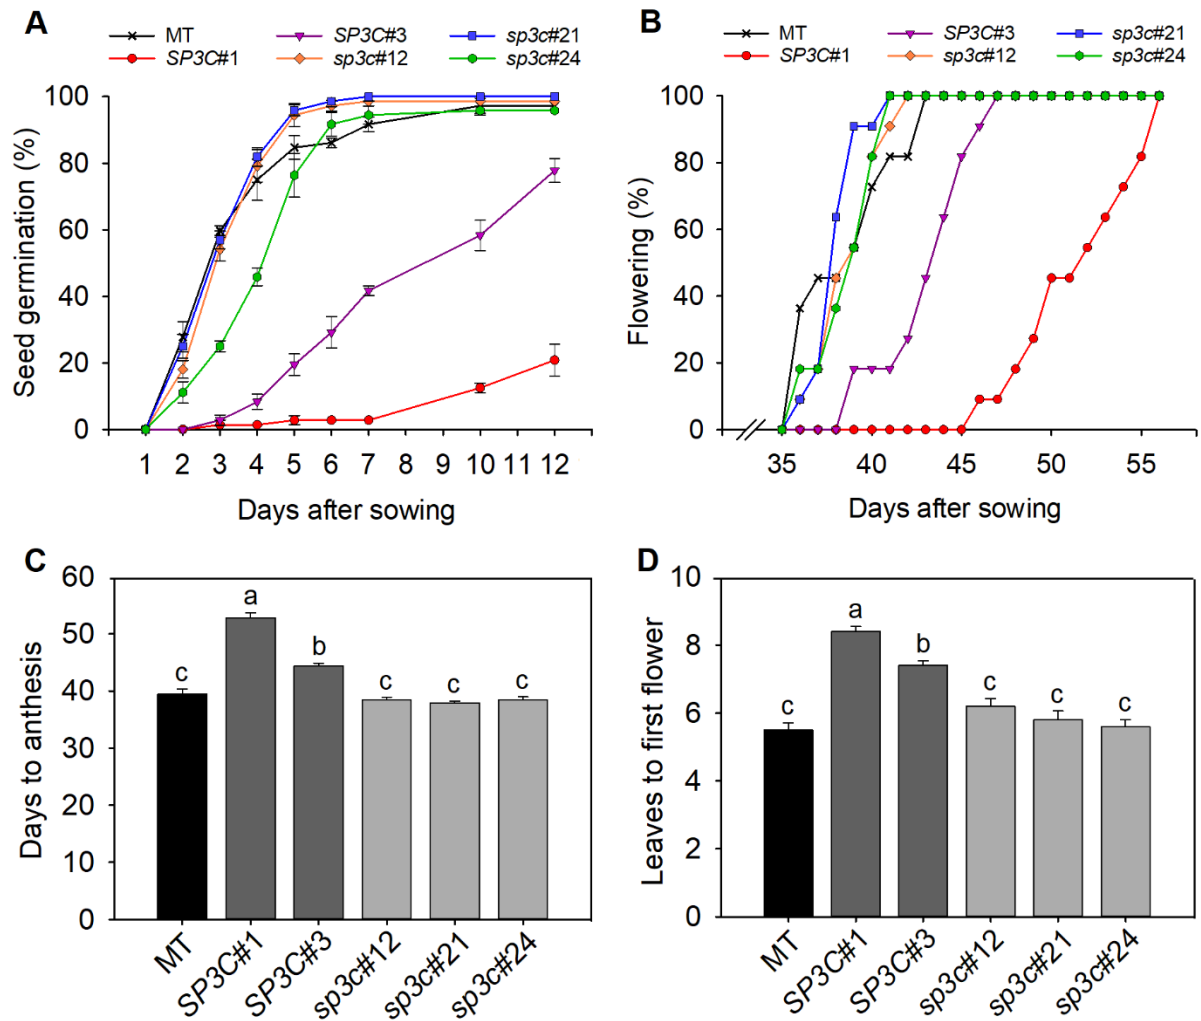 A
MT
SP3C#3
sp3c#21
SP3C#1
sp3c#12
sp3c#24
Seed germination (%)
100
80
60
40
20
0
1 2 3 4 5 6 7 8 9 10 11 12
Days after sowing
B
MT
SP3C#3
sp3c#21
SP3C#1
sp3c#12
sp3c#24
Flowering (%)
100
80
60
40
20
0
35 40 45 50 55
Days after sowing
C
Days to anthesis
60
50
40
30
20
10
0
c a b c c c
MT SP3C#1 SP3C#3 sp3c#12 sp3c#21 sp3c#24
D
Leaves to first flower
10
8
6
4
2
0
c a b c c c
MT SP3C#1 SP3C#3 sp3c#12 sp3c#21 sp3c#24